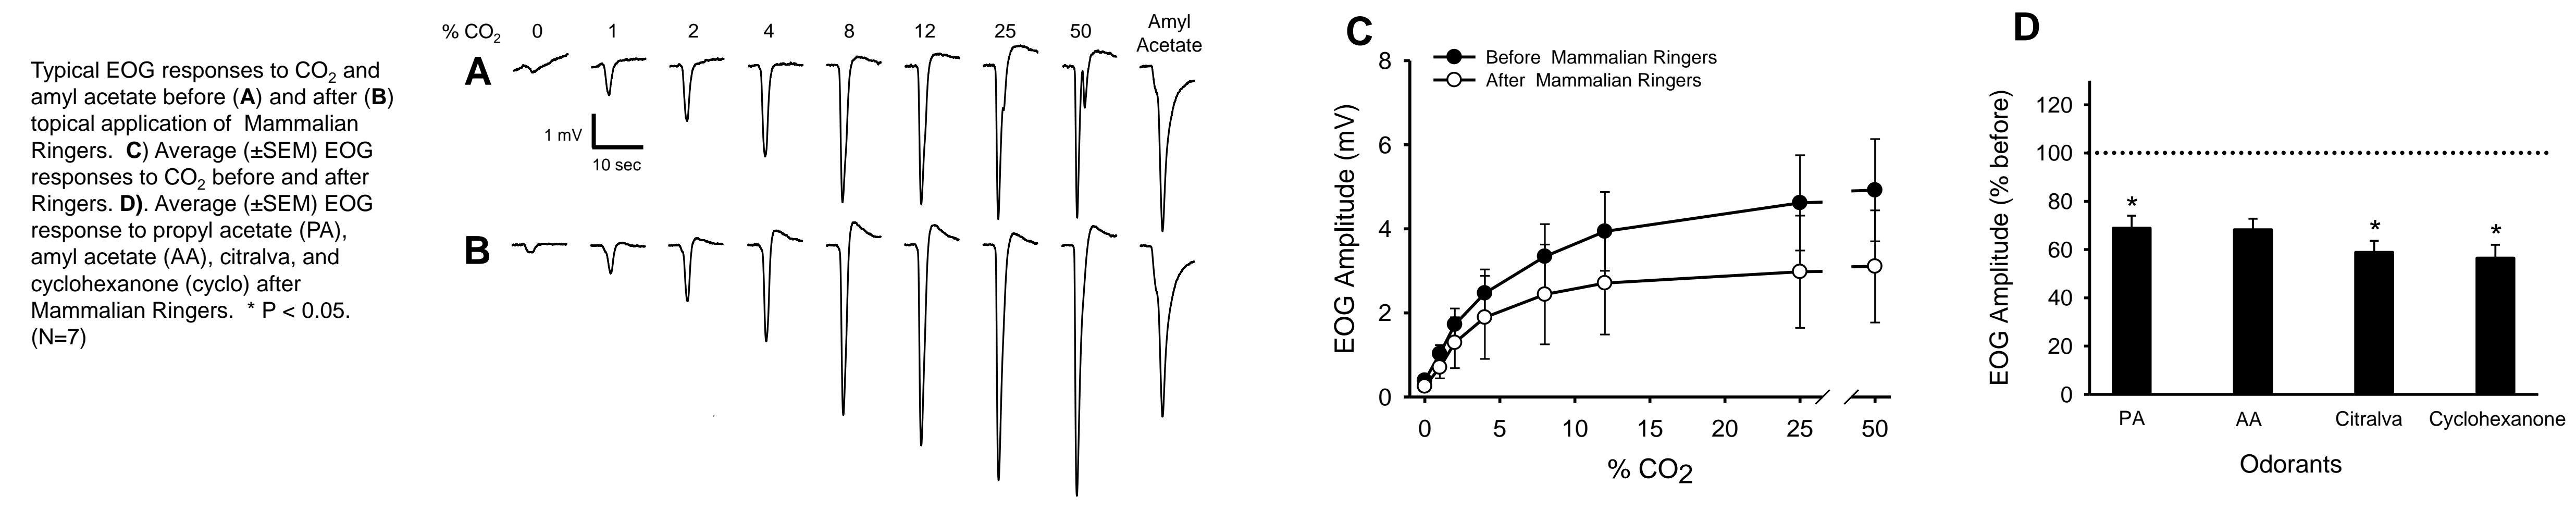 Typical EOG responses to CO2 and
amyl acetate before (A) and after (B)
topical application of  Mammalian
Ringers.  C) Average (±SEM) EOG
responses to CO2 before and after
Ringers. D). Average (±SEM) EOG
response to propyl acetate (PA),
amyl acetate (AA), citralva, and
cyclohexanone (cyclo) after
Mammalian Ringers.  * P < 0.05.
(N=7)
% CO2 0 1 2 4 8 12 25 50 Amyl Acetate
A
1 mV
10 sec
B
C
Before  Mammalian Ringers
After  Mammalian Ringers
EOG Amplitude (mV)
8
6
4
2
0
0 5 10 15 20 25 50
% CO2
D
EOG Amplitude (% before)
120
100
80
60
40
20
0
* * *
PA AA Citralva Cyclohexanone
Odorants